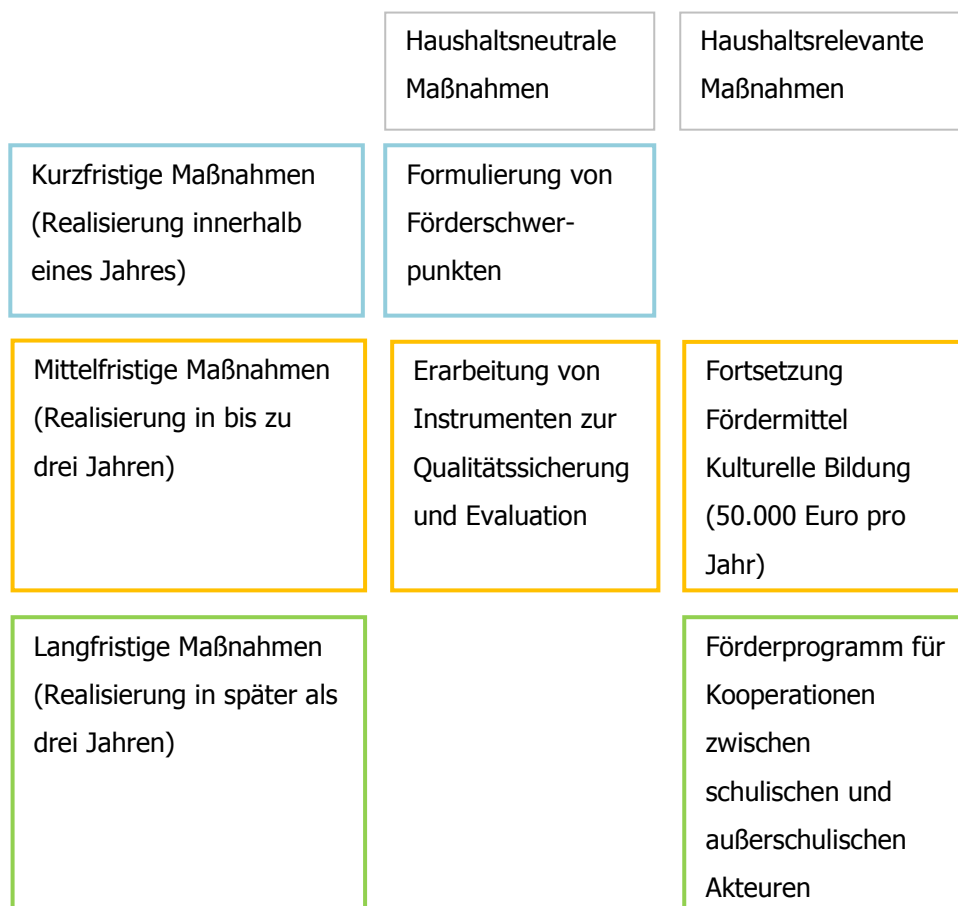 Haushaltsneutrale
Maßnahmen
Haushaltsrelevante
Maßnahmen
Kurzfristige Maßnahmen
(Realisierung innerhalb
eines Jahres)
Formulierung von
Förderschwer-
punkten
Mittelfristige Maßnahmen
(Realisierung in bis zu
drei Jahren)
Erarbeitung von
Instrumenten zur
Qualitätssicherung
und Evaluation
Fortsetzung
Fördermittel
Kulturelle Bildung
(50.000 Euro pro
Jahr)
Langfristige Maßnahmen
(Realisierung in später als
drei Jahren)
Förderprogramm für
Kooperationen
zwischen
schulischen und
außerschulischen
Akteuren